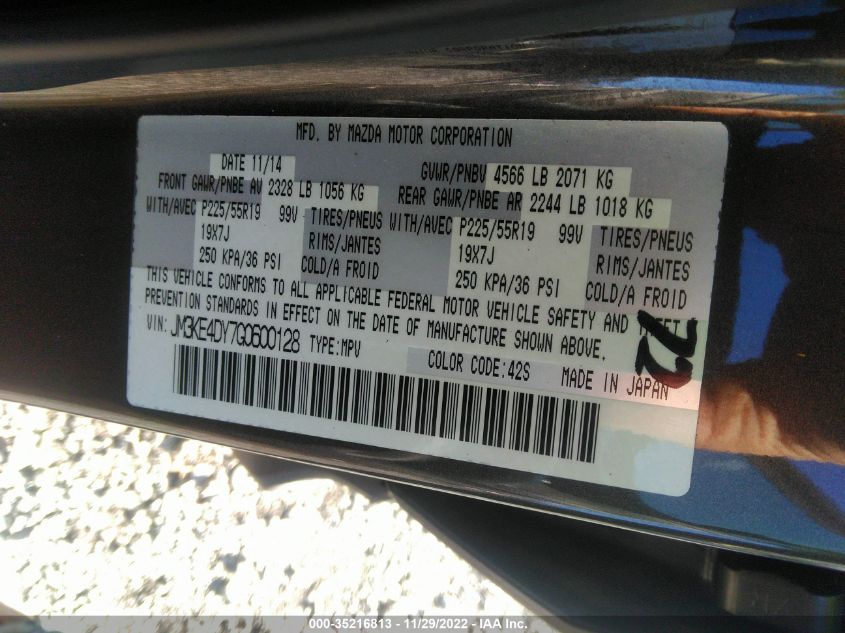 MFD. BY MAZDA MOTOR CORPORATION
DATE 11/14 GVWR/PNBV 4566 LB 2071 KG
FRONT GAWR/PNBE AV 2328 LB 1056 KG REAR GAWR/PNBE AR 2244 LB 1018 KG
WITH/AVEC P225/55R19 99V TIRES/PNEUS WITH/AVEC P225/55R19 99V TIRES/PNEUS
19X7J RIMS/JANTES 19X7J RIMS/JANTES
250 KPA/36 PSI COLD/A FROID 250 KPA/36 PSI COLD/A FROID
THIS VEHICLE CONFORMS TO ALL APPLICABLE FEDERAL MOTOR VEHICLE SAFETY AND THEFT
PREVENTION STANDARDS IN EFFECT ON THE DATE OF MANUFACTURE SHOWN ABOVE.
VIN: JM3KE4DY7G0600128 TYPE:MPV COLOR CODE:42S MADE IN JAPAN
22
000-35216813 - 11/29/2022 - IAA Inc.